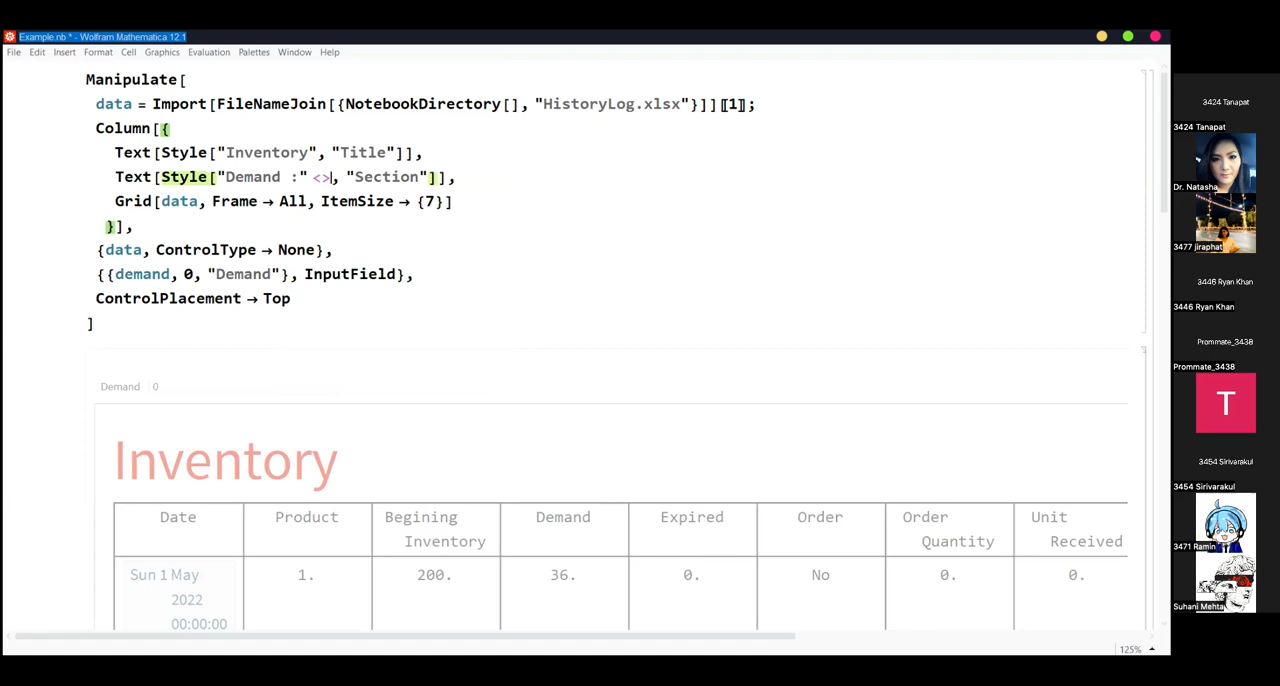 Example.nb * - Wolfram Mathematica 12.1
File Edit Insert Format Cell Graphics Evaluation Palettes Window Help
Manipulate[
data = Import[FileNameJoin[{NotebookDirectory[], "HistoryLog.xlsx"}]]〚1〛;
Column[{
Text[Style["Inventory", "Title"]],
Text[Style["Demand :" <>, "Section"]],
Grid[data, Frame → All, ItemSize → {7}]
}],
{data, ControlType → None},
{{demand, 0, "Demand"}, InputField},
ControlPlacement → Top
]
Demand 0
Inventory
Date Product Begining Inventory Demand Expired Order Order Quantity Unit Received
Sun 1 May 2022 00:00:00 1. 200. 36. 0. No 0. 0.
125%
3424 Tanapat
3424 Tanapat
Dr. Natasha
3477 jiraphat
3446 Ryan Khan
3446 Ryan Khan
Prommate_3438
Prommate_3438
T
3454 Sirivarakul
3454 Sirivarakul
3471 Ramin
Suhani Mehta